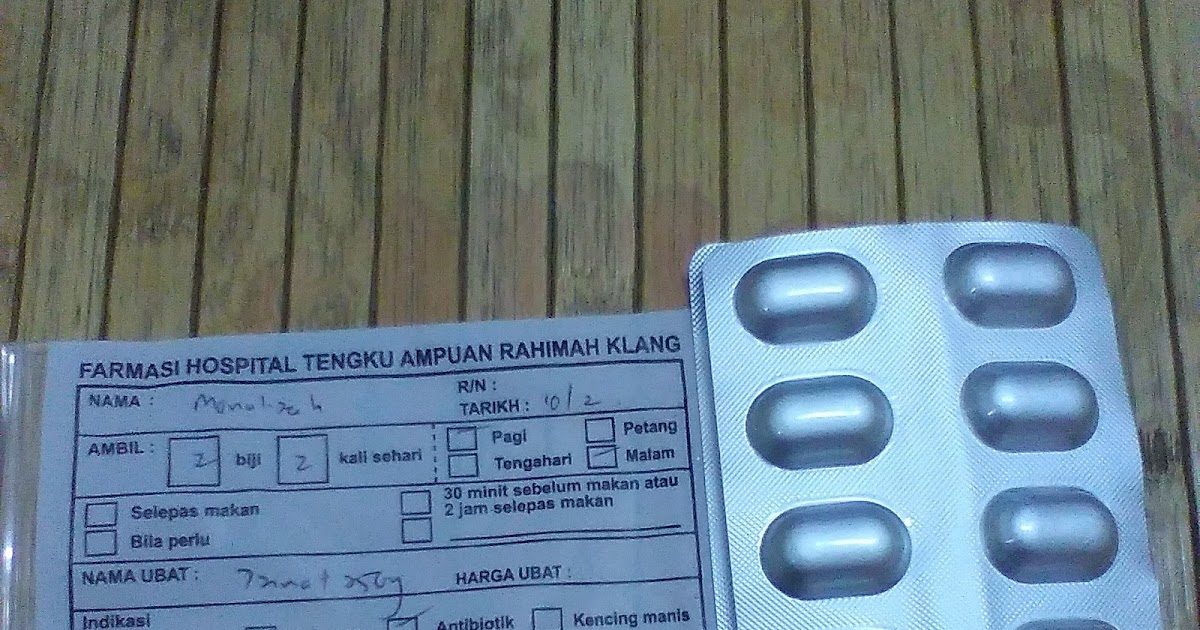 FARMASI HOSPITAL TENGKU AMPUAN RAHIMAH KLANG
NAMA :
R/N :
TARIKH : 10/2
AMBIL : 2 biji 2 kali sehari
Pagi Petang
Tengahari Malam
Selepas makan
30 minit sebelum makan atau
2 jam selepas makan
Bila perlu
NAMA UBAT : HARGA UBAT :
Indikasi
Antibiotik Kencing manis